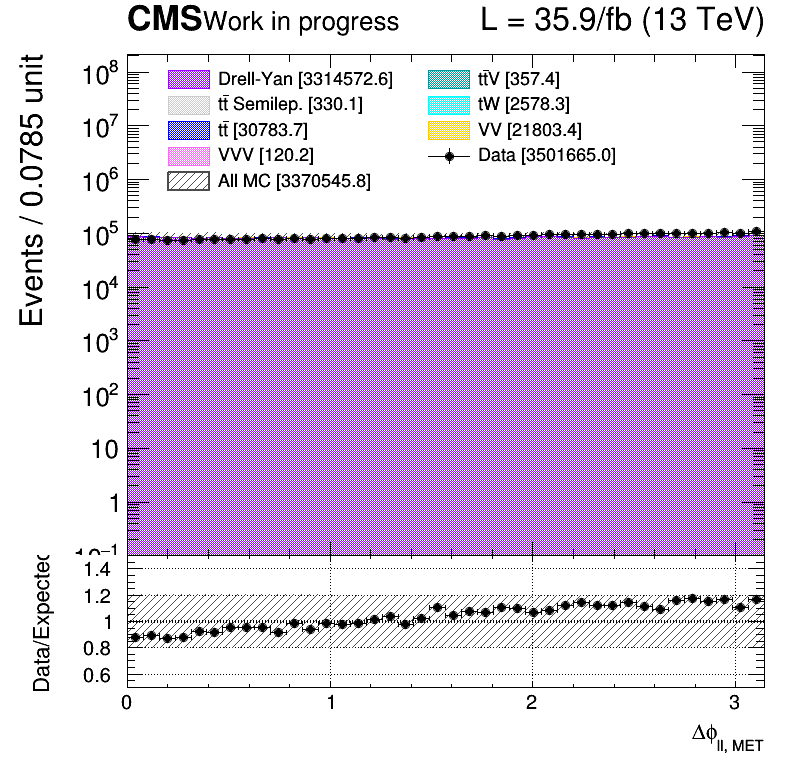 CMS Work in progress L = 35.9/fb (13 TeV)
Events / 0.0785 unit
Drell-Yan [3314572.6]
tt̄ Semilep. [330.1]
tt̄ [30783.7]
VVV [120.2]
All MC [3370545.8]
tt̄V [357.4]
tW [2578.3]
VV [21803.4]
Data [3501665.0]
10⁸
10⁷
10⁶
10⁵
10⁴
10³
10²
10
1
10⁻¹
Data/Expected
1.4
1.2
1
0.8
0.6
0 1 2 3
Δϕ_ll, MET